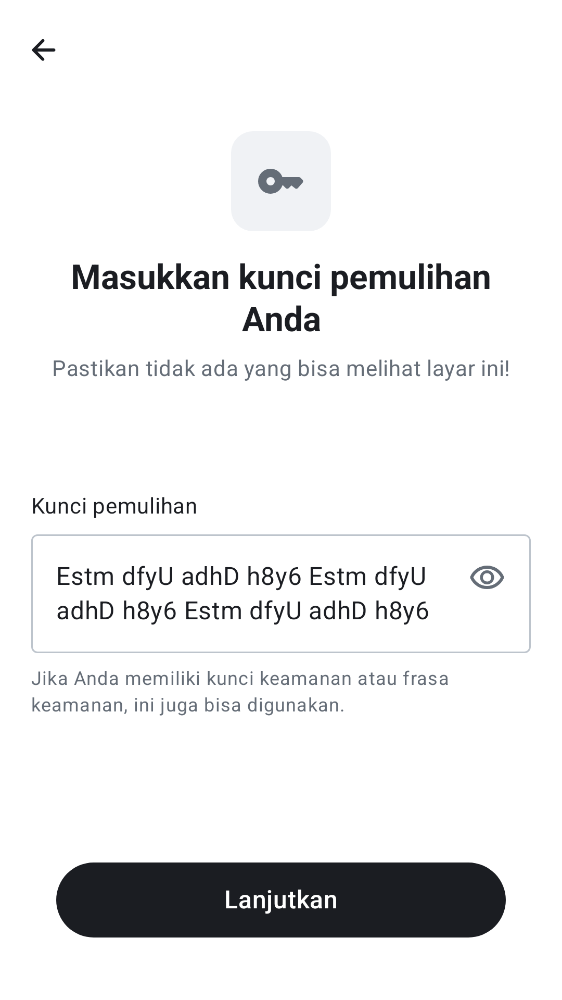 Masukkan kunci pemulihan
Anda
Pastikan tidak ada yang bisa melihat layar ini!
Kunci pemulihan
Estm dfyU adhD h8y6 Estm dfyU
adhD h8y6 Estm dfyU adhD h8y6
Jika Anda memiliki kunci keamanan atau frasa
keamanan, ini juga bisa digunakan.
Lanjutkan